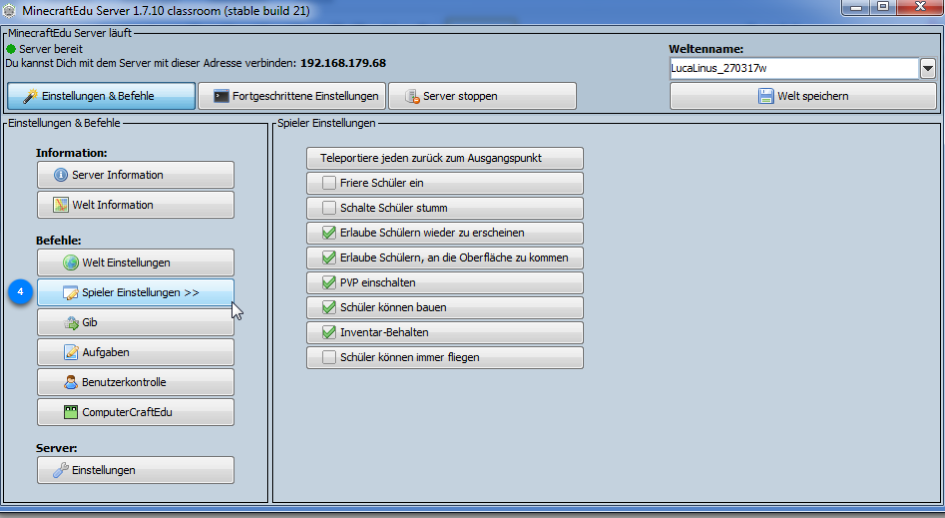 MinecraftEdu Server 1.7.10 classroom (stable build 21)
MinecraftEdu Server läuft
Server bereit
Du kannst Dich mit dem Server mit dieser Adresse verbinden: 192.168.179.68
Weltenname:
LucaLinus_270317w
Einstellungen & Befehle
Fortgeschrittene Einstellungen
Server stoppen
Welt speichern
Einstellungen & Befehle
Information:
Server Information
Welt Information
Befehle:
Welt Einstellungen
4
Spieler Einstellungen >>
Gib
Aufgaben
Benutzerkontrolle
ComputerCraftEdu
Server:
Einstellungen
Spieler Einstellungen
Teleportiere jeden zurück zum Ausgangspunkt
Friere Schüler ein
Schalte Schüler stumm
Erlaube Schülern wieder zu erscheinen
Erlaube Schülern, an die Oberfläche zu kommen
PVP einschalten
Schüler können bauen
Inventar-Behalten
Schüler können immer fliegen